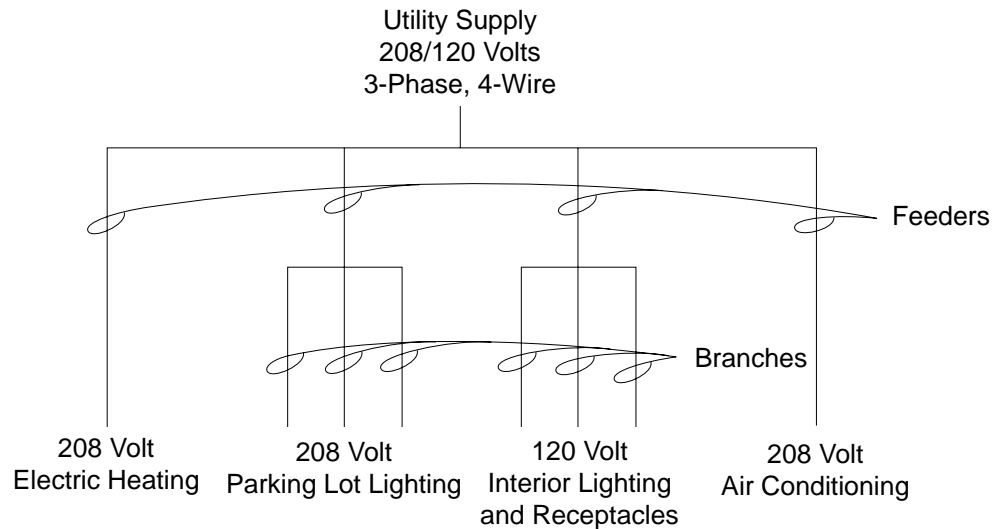 Utility Supply
208/120 Volts
3-Phase, 4-Wire
Feeders
Branches
208 Volt
Electric Heating
208 Volt
Parking Lot Lighting
120 Volt
Interior Lighting
and Receptacles
208 Volt
Air Conditioning